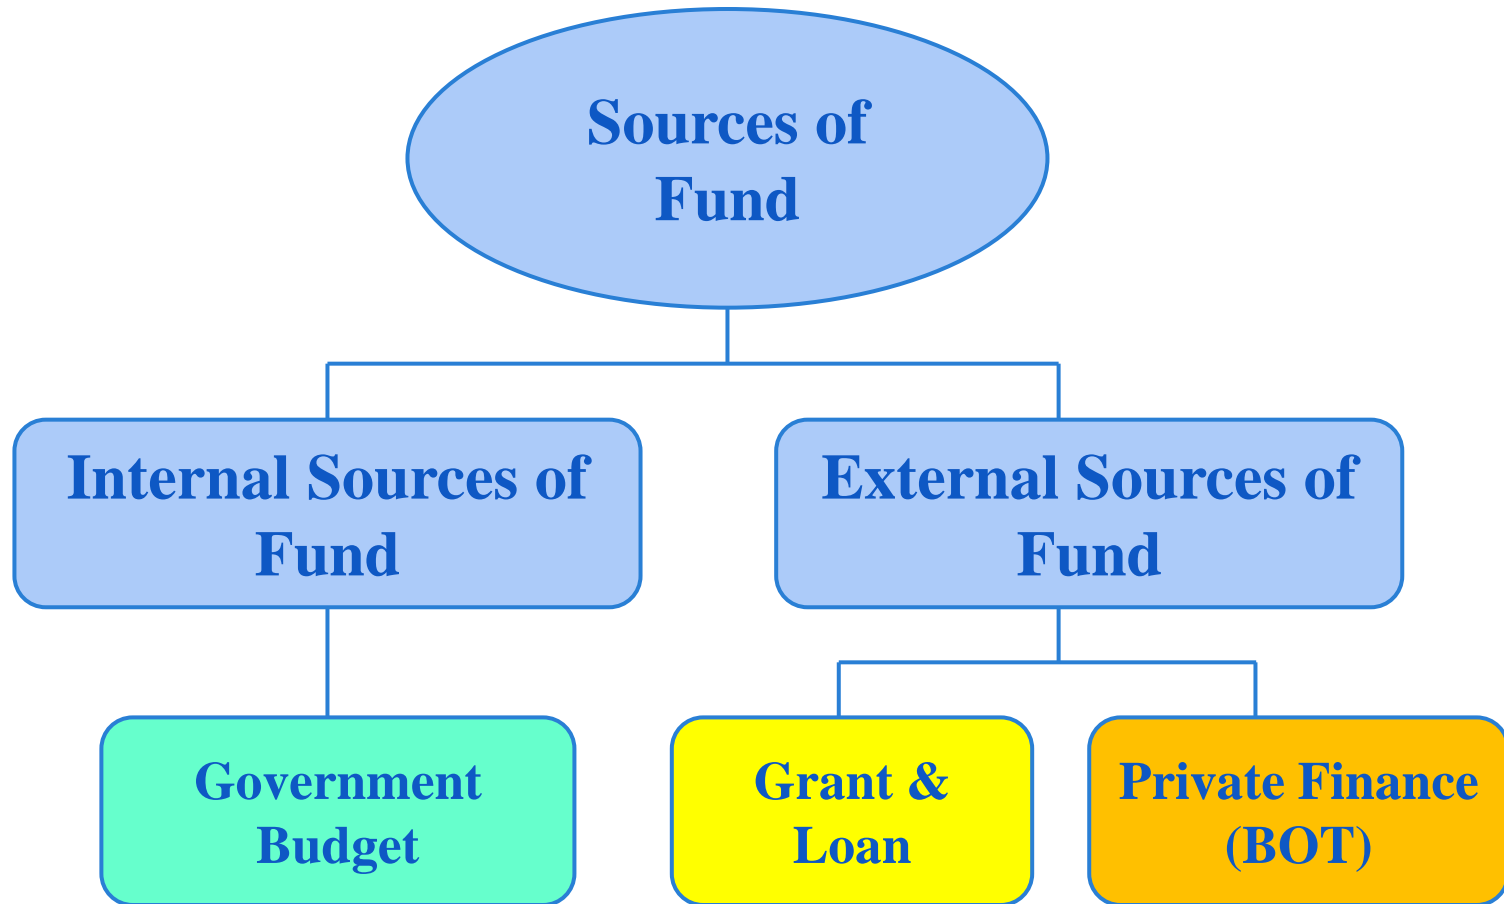 Sources of
Fund
Internal Sources of
Fund
External Sources of
Fund
Government
Budget
Grant &
Loan
Private Finance
(BOT)